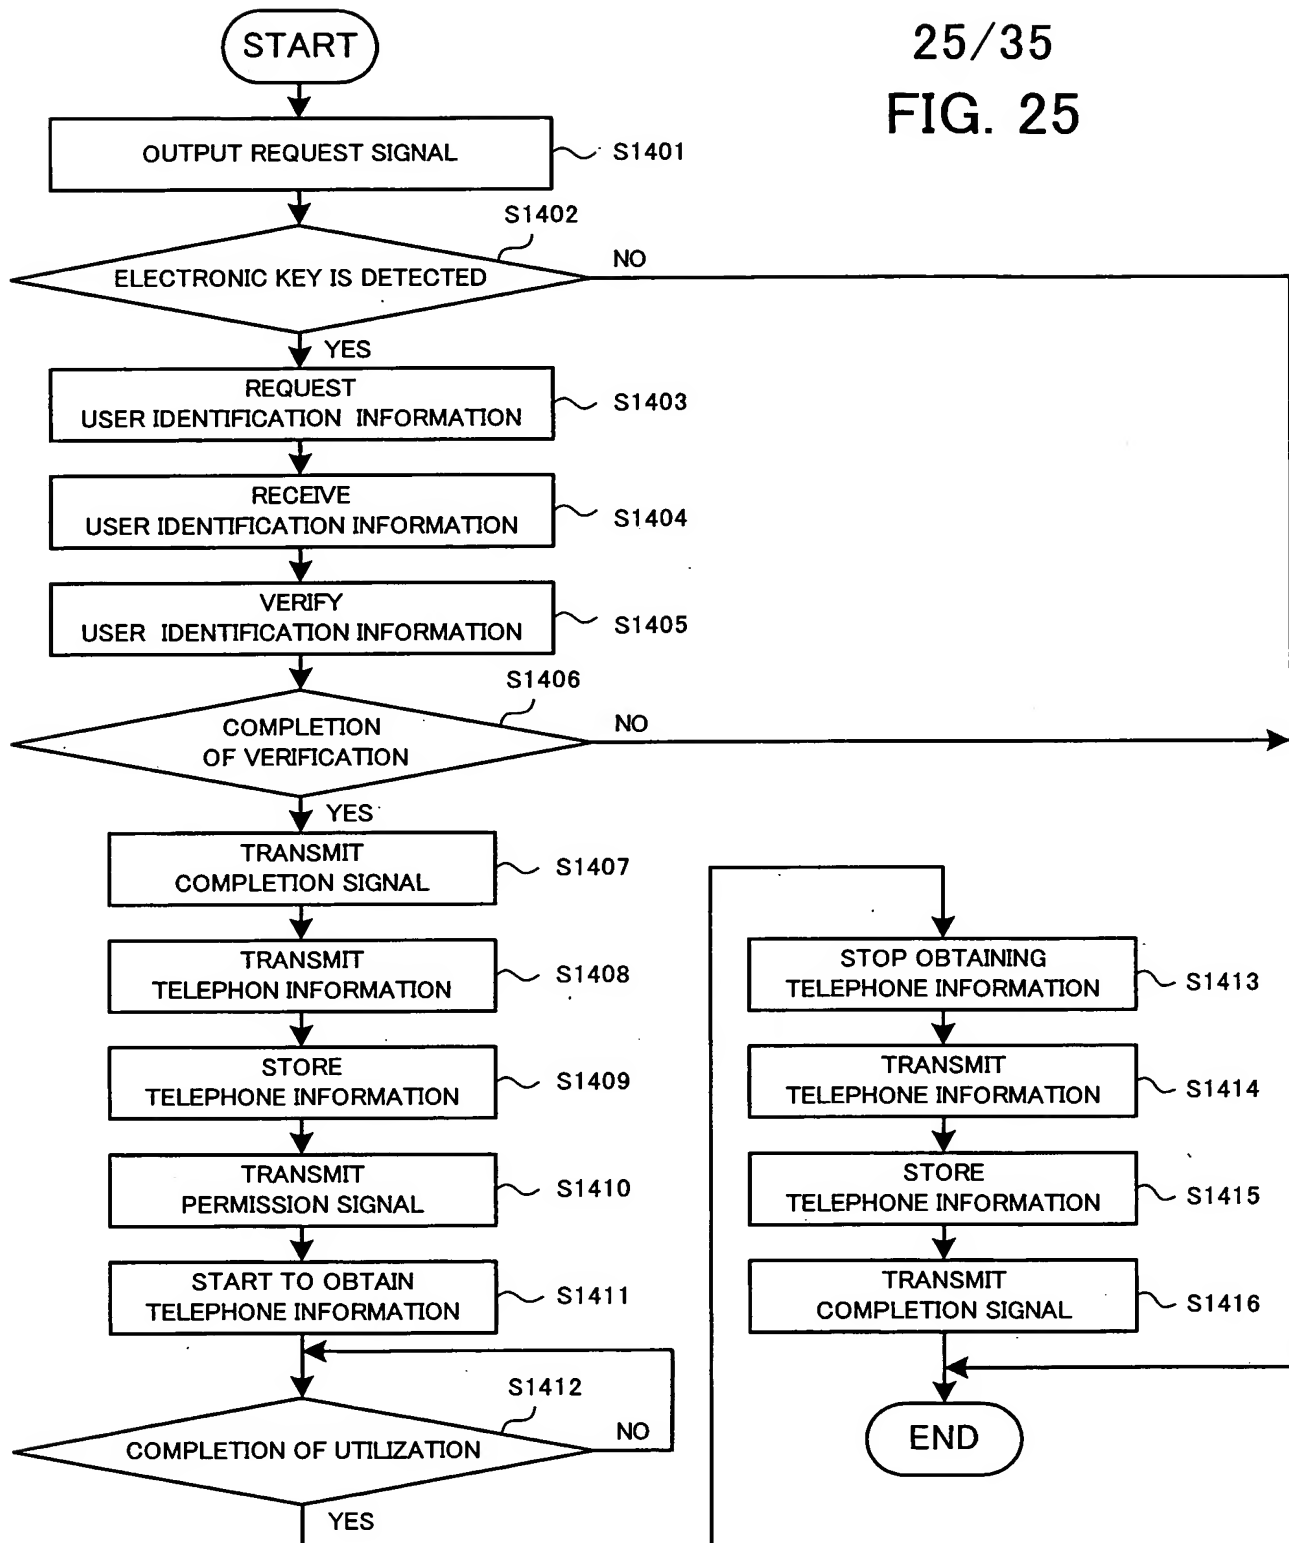 25/35
FIG. 25
START
OUTPUT REQUEST SIGNAL
S1401
S1402
ELECTRONIC KEY IS DETECTED
NO
YES
REQUEST
USER IDENTIFICATION INFORMATION
S1403
RECEIVE
USER IDENTIFICATION INFORMATION
S1404
VERIFY
USER IDENTIFICATION INFORMATION
S1405
S1406
COMPLETION
OF VERIFICATION
NO
YES
TRANSMIT
COMPLETION SIGNAL
S1407
TRANSMIT
TELEPHON INFORMATION
S1408
STORE
TELEPHONE INFORMATION
S1409
TRANSMIT
PERMISSION SIGNAL
S1410
START TO OBTAIN
TELEPHONE INFORMATION
S1411
S1412
COMPLETION OF UTILIZATION
NO
YES
STOP OBTAINING
TELEPHONE INFORMATION
S1413
TRANSMIT
TELEPHONE INFORMATION
S1414
STORE
TELEPHONE INFORMATION
S1415
TRANSMIT
COMPLETION SIGNAL
S1416
END